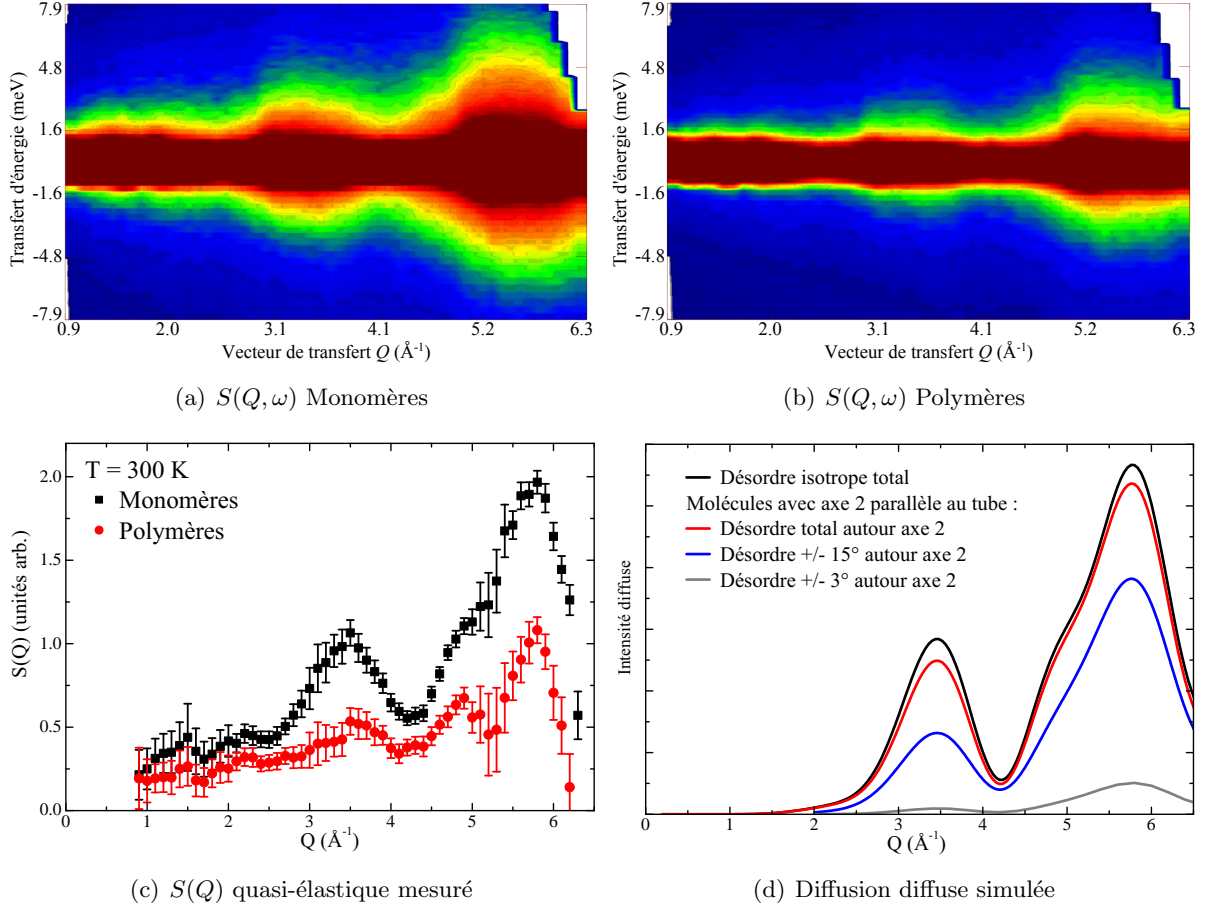 7.9
4.8
1.6
-1.6
-4.8
-7.9
Transfert d'énergie (meV)
0.9 2.0 3.1 4.1 5.2 6.3
Vecteur de transfert Q (Å⁻¹)
(a) S(Q, ω) Monomères
7.9
4.8
1.6
-1.6
-4.8
-7.9
Transfert d'énergie (meV)
0.9 2.0 3.1 4.1 5.2 6.3
Vecteur de transfert Q (Å⁻¹)
(b) S(Q, ω) Polymères
T = 300 K
Monomères
Polymères
2.0
1.5
1.0
0.5
0.0
S(Q) (unités arb.)
0 1 2 3 4 5 6
Q (Å⁻¹)
(c) S(Q) quasi-élastique mesuré
Désordre isotrope total
Molécules avec axe 2 parallèle au tube :
Désordre total autour axe 2
Désordre +/- 15° autour axe 2
Désordre +/- 3° autour axe 2
Intensité diffuse
0 1 2 3 4 5 6
Q (Å⁻¹)
(d) Diffusion diffuse simulée